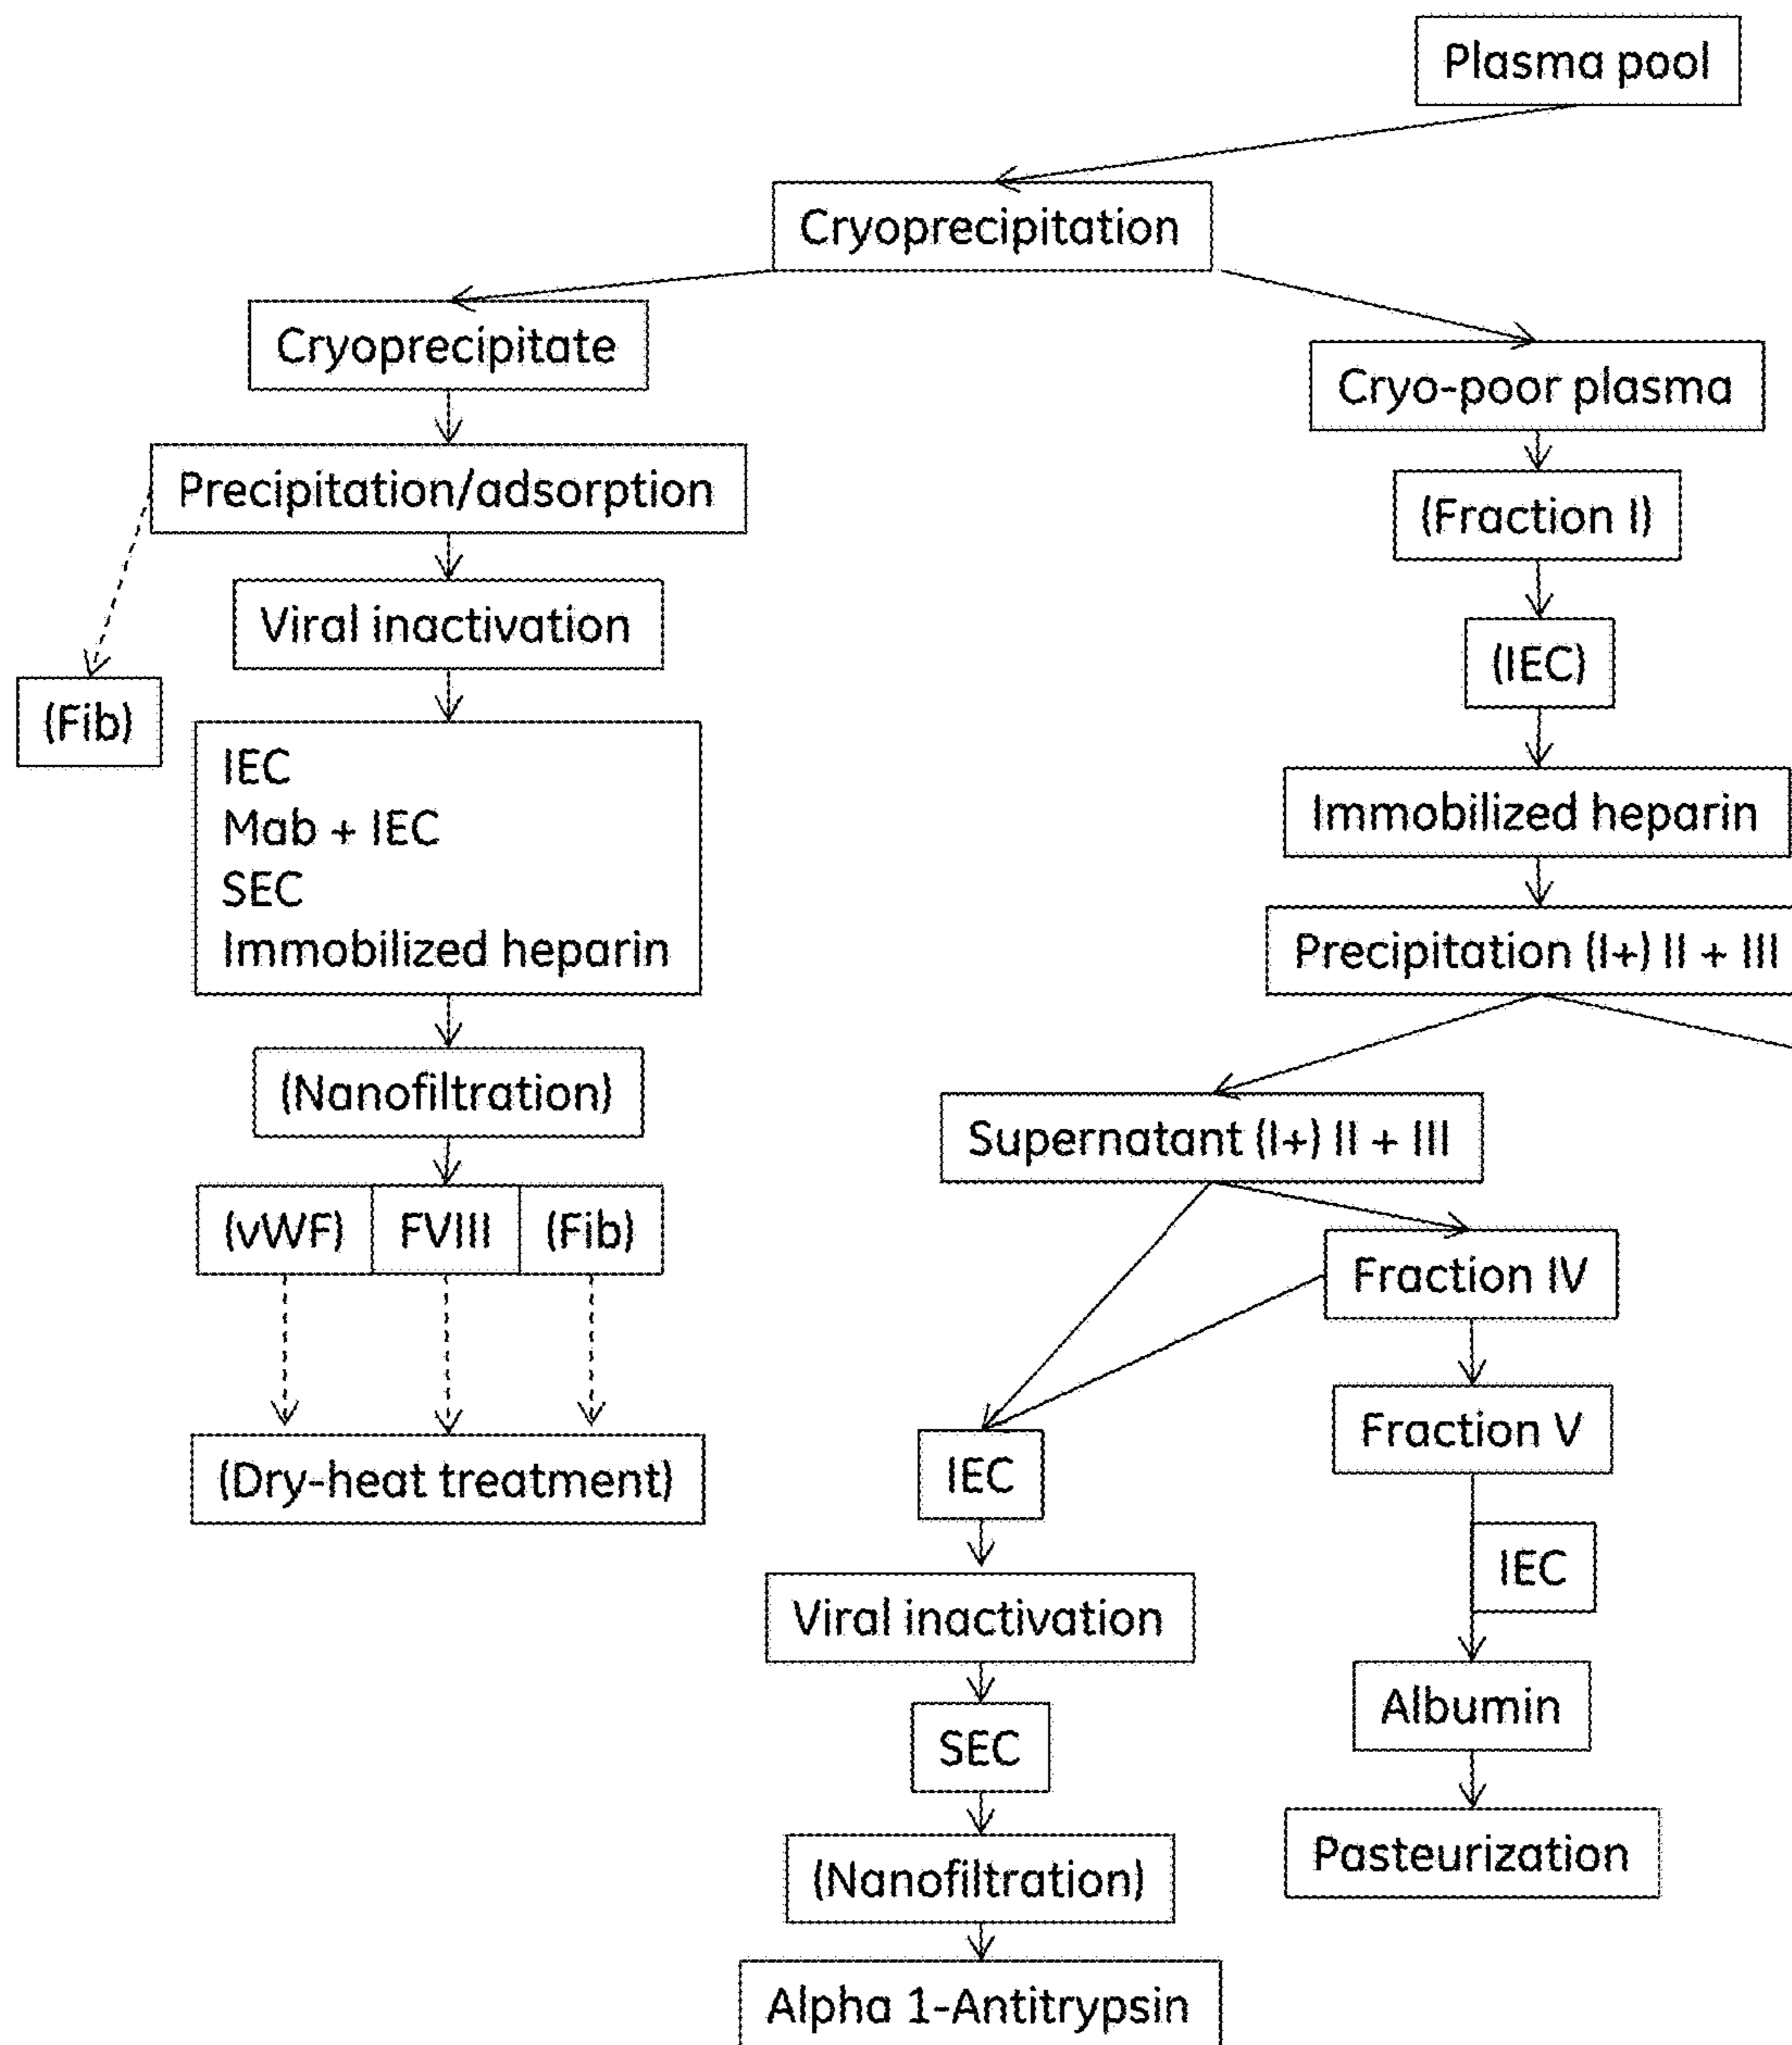 Plasma pool
Cryoprecipitation
Cryoprecipitate
Cryo-poor plasma
Precipitation/adsorption
(Fraction I)
Viral inactivation
(IEC)
(Fib)
IEC
Mab + IEC
SEC
Immobilized heparin
Immobilized heparin
Precipitation (I+) II + III
(Nanofiltration)
Supernatant (I+) II + III
(vWF) FVIII (Fib)
Fraction IV
Fraction V
(Dry-heat treatment)
IEC
IEC
Viral inactivation
Albumin
SEC
Pasteurization
(Nanofiltration)
Alpha 1-Antitrypsin